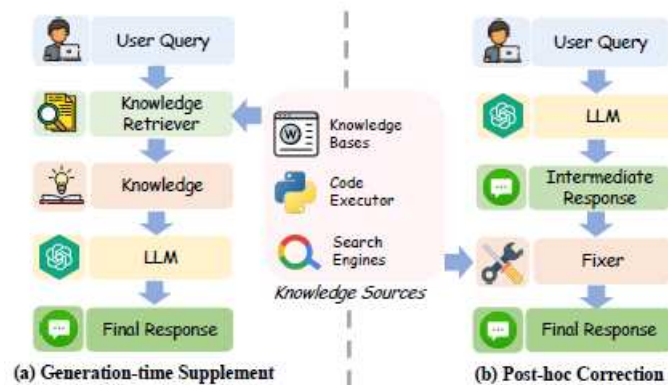 User Query
Knowledge
Retriever
Knowledge
LLM
Final Response
(a) Generation-time Supplement
W
Knowledge
Bases
Code
Executor
Search
Engines
Knowledge Sources
User Query
LLM
Intermediate
Response
Fixer
Final Response
(b) Post-hoc Correction